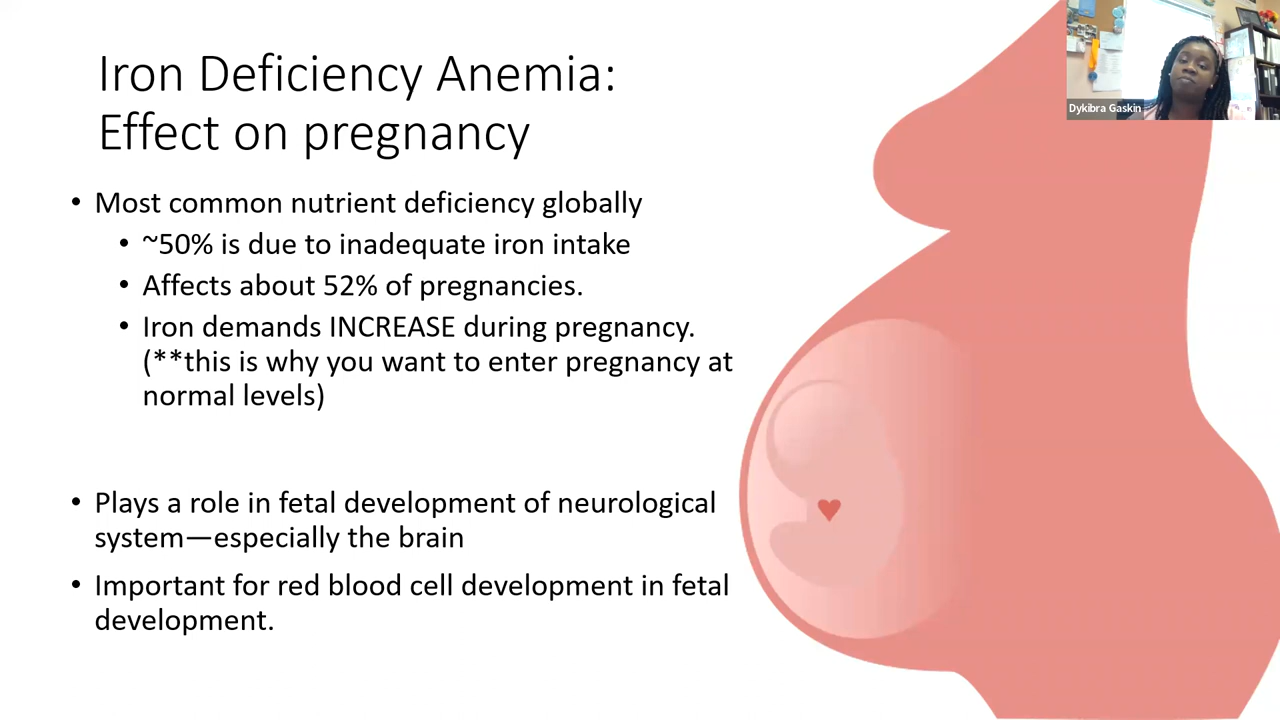 Iron Deficiency Anemia:
Effect on pregnancy
• Most common nutrient deficiency globally
• ~50% is due to inadequate iron intake
• Affects about 52% of pregnancies.
• Iron demands INCREASE during pregnancy.
(**this is why you want to enter pregnancy at
normal levels)
• Plays a role in fetal development of neurological
system—especially the brain
• Important for red blood cell development in fetal
development.
Dykibra Gaskin